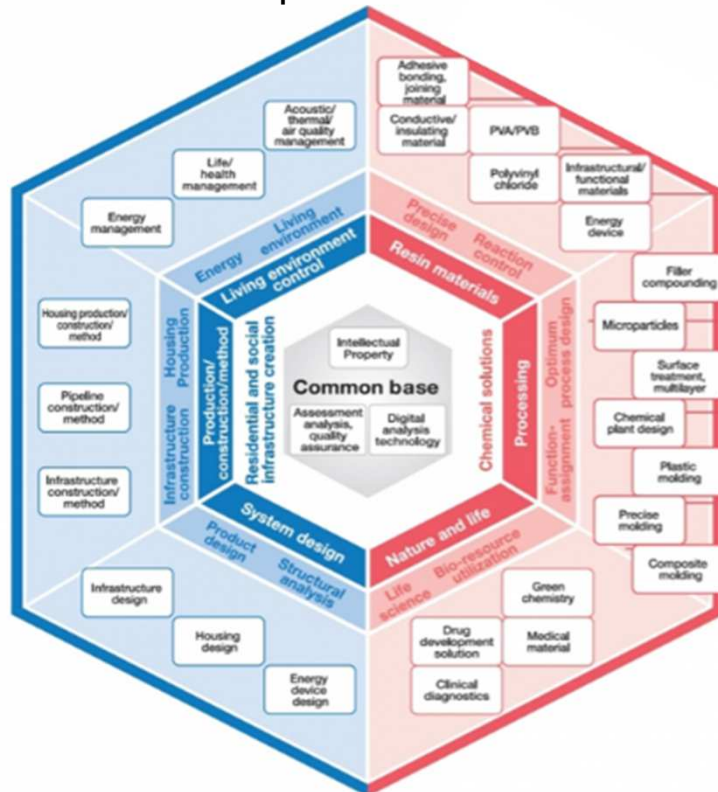 Adhesive
bonding,
joining
material
Acoustic/
thermal/
air quality
management
Conductive/
insulating
material
PVA/PVB
Life/
health
management
Polyvinyl
chloride
Infrastructural/
functional
materials
Energy
management
Energy
device
Energy
Living
environment
Precise
design
Reaction
control
Living environment
control
Resin materials
Filler
compounding
Housing production/
construction/
method
Housing
Production
Infrastructure
construction
Production/
construction/method
Residential and social
infrastructure creation
Intellectual
Property
Common base
Assessment
analysis,
quality
assurance
Digital
analysis
technology
Chemical solutions
Processing
Optimum
process design
Function-
assignment
Microparticles
Surface
treatment,
multilayer
Pipeline
construction/
method
Chemical
plant design
Plastic
molding
Infrastructure
construction/
method
Precise
molding
System design
Nature and life
Product
design
Structural
analysis
Life
science
Bio-resource
utilization
Composite
molding
Infrastructure
design
Green
chemistry
Housing
design
Drug
development
solution
Medical
material
Energy
device
design
Clinical
diagnostics